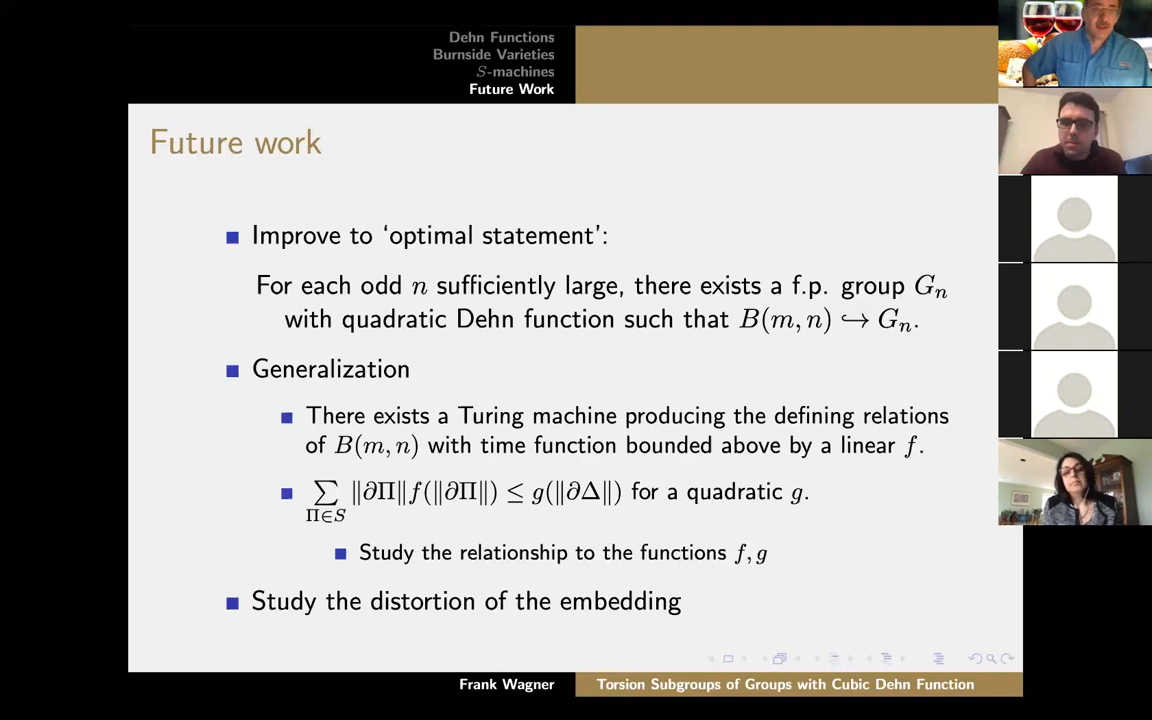 Dehn Functions
Burnside Varieties
S-machines
Future Work
Future work
Improve to ‘optimal statement’:
For each odd n sufficiently large, there exists a f.p. group Gₙ
with quadratic Dehn function such that B(m, n) ↪ Gₙ.
Generalization
There exists a Turing machine producing the defining relations
of B(m, n) with time function bounded above by a linear f.
∑_{Π∈S} ‖∂Π‖f(‖∂Π‖) ≤ g(‖∂Δ‖) for a quadratic g.
Study the relationship to the functions f, g
Study the distortion of the embedding
Frank Wagner
Torsion Subgroups of Groups with Cubic Dehn Function